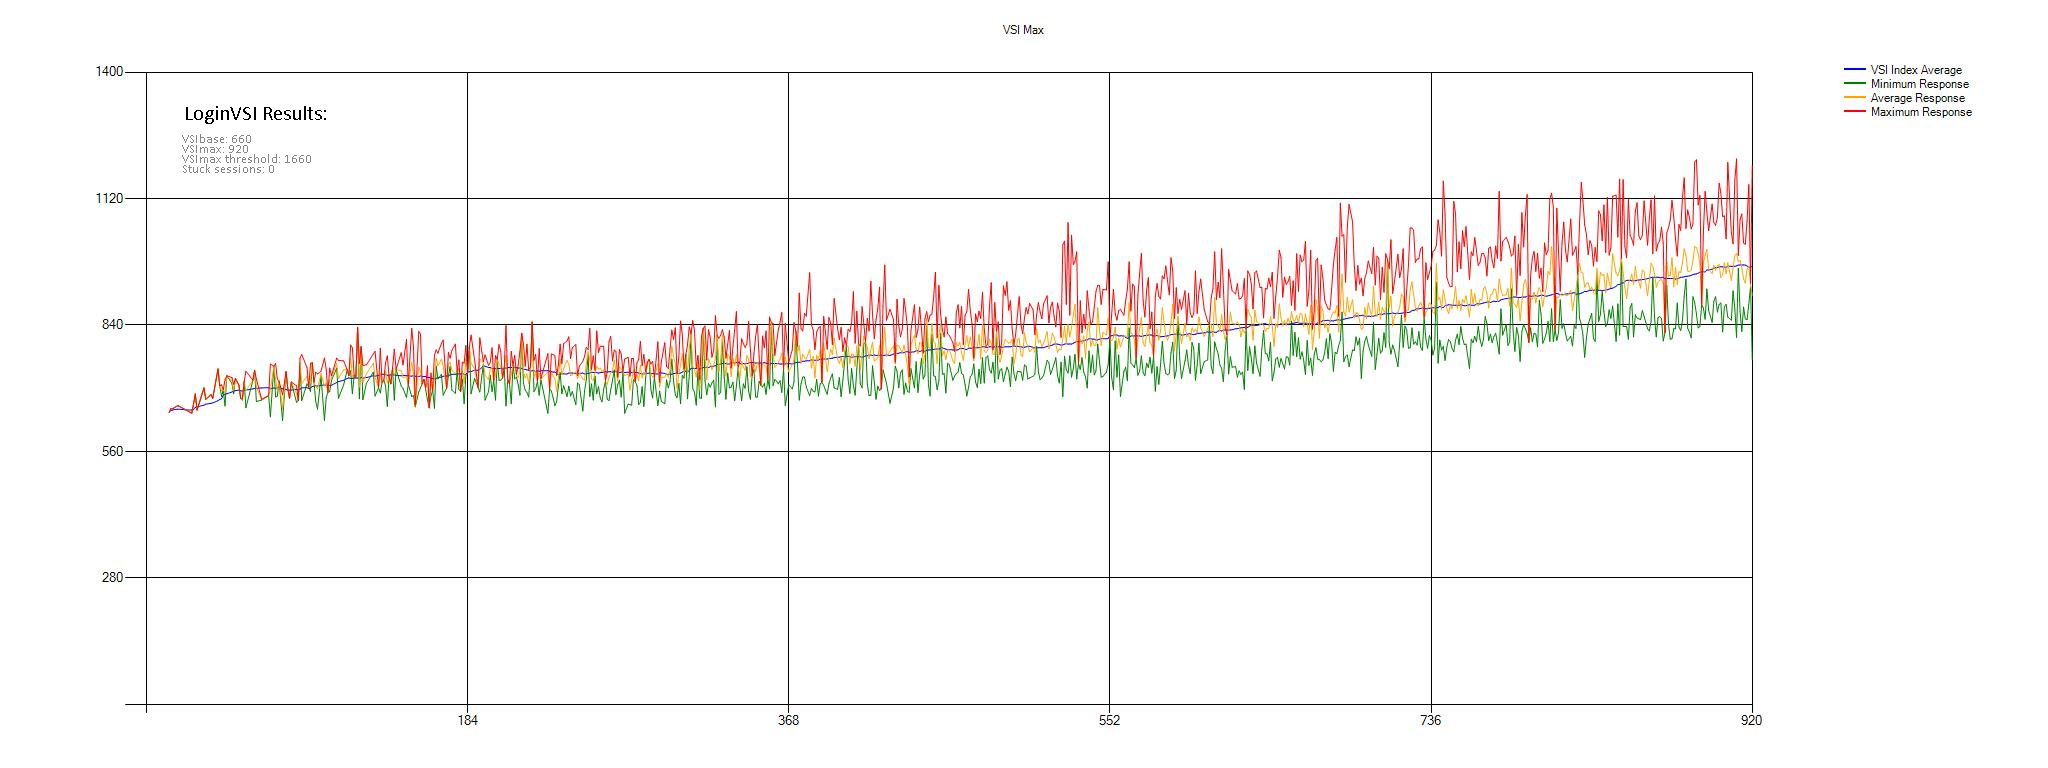 VSI Max
1400
1120
840
560
280
LoginVSI Results:
VSIbase: 660
VSImax: 920
VSImax threshold: 1660
Stuck sessions: 0
VSI Index Average
Minimum Response
Average Response
Maximum Response
184
368
552
736
920